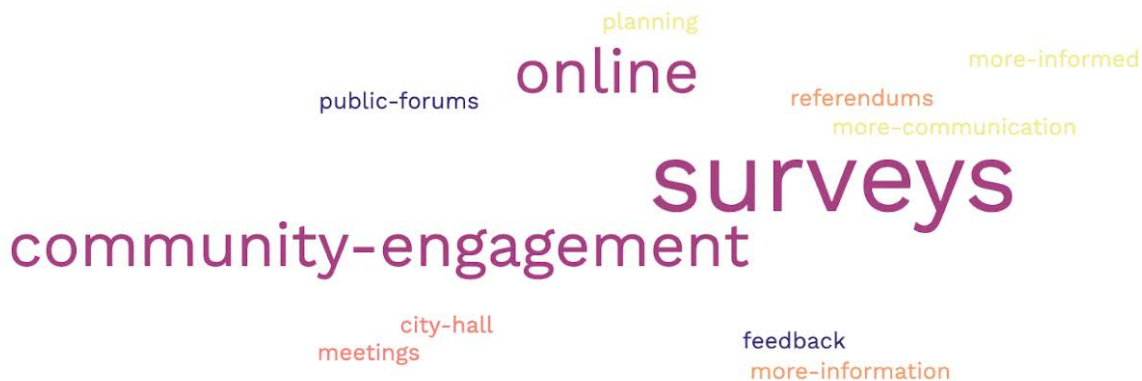 planning
online
more-informed
public-forums
referendums
more-communication
surveys
community-engagement
city-hall
meetings
feedback
more-information